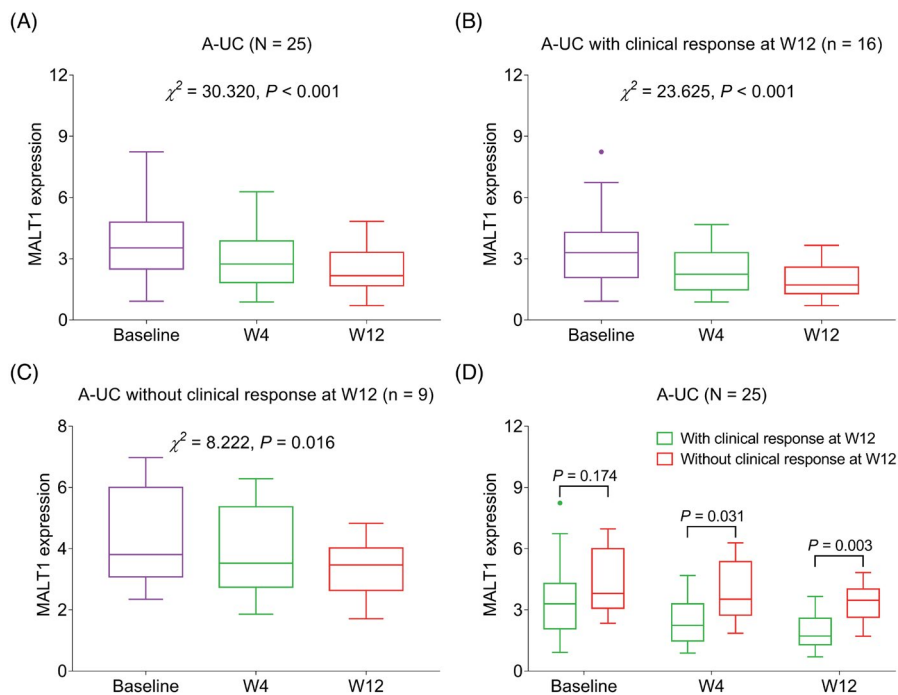 (A)
A-UC (N = 25)
χ² = 30.320, P < 0.001
MALT1 expression
12
9
6
3
0
Baseline W4 W12
(B)
A-UC with clinical response at W12 (n = 16)
χ² = 23.625, P < 0.001
MALT1 expression
12
9
6
3
0
Baseline W4 W12
(C)
A-UC without clinical response at W12 (n = 9)
χ² = 8.222, P = 0.016
MALT1 expression
8
6
4
2
0
Baseline W4 W12
(D)
A-UC (N = 25)
With clinical response at W12
Without clinical response at W12
P = 0.174
P = 0.031
P = 0.003
MALT1 expression
12
9
6
3
0
Baseline W4 W12